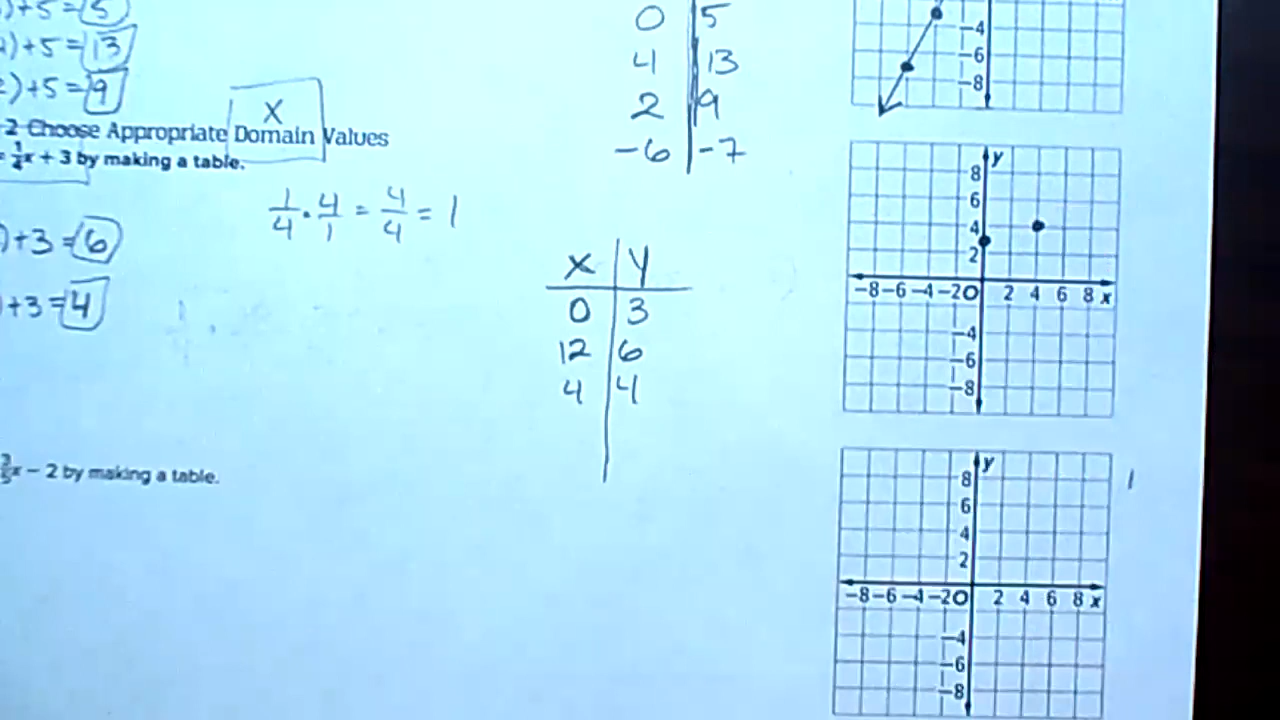 )+5=5
2)+5=13
2)+5=9
0 5
4 13
2 9
-6 -7
X
2 Choose Appropriate Domain Values
= 1/4x + 3 by making a table.
1/4 · 4/1 = 4/4 = 1
)+3=6
)+3=4
X Y
0 3
12 6
4 4
-4
-6
-8
y
8
6
4
2
-8 -6 -4 -2 O 2 4 6 8 x
-4
-6
-8
x - 2 by making a table.
y
8
6
4
2
-8 -6 -4 -2 O 2 4 6 8 x
-4
-6
-8